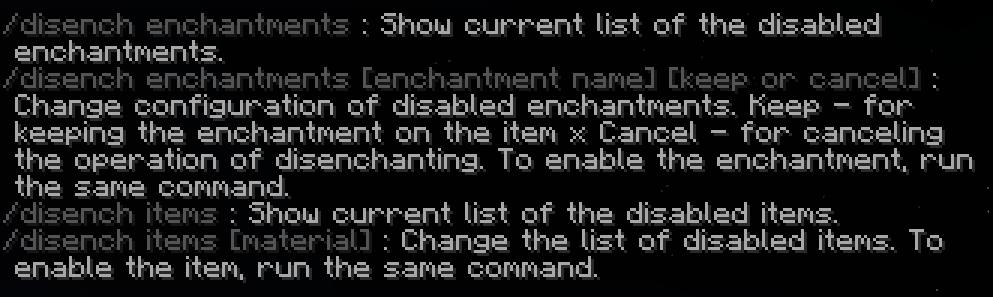 /disench enchantments : Show current list of the disabled
enchantments.
/disench enchantments [enchantment name] [keep or cancel] :
Change configuration of disabled enchantments. Keep - for
keeping the enchantment on the item x Cancel - for canceling
the operation of disenchanting. To enable the enchantment, run
the same command.
/disench items : Show current list of the disabled items.
/disench items [material] : Change the list of disabled items. To
enable the item, run the same command.